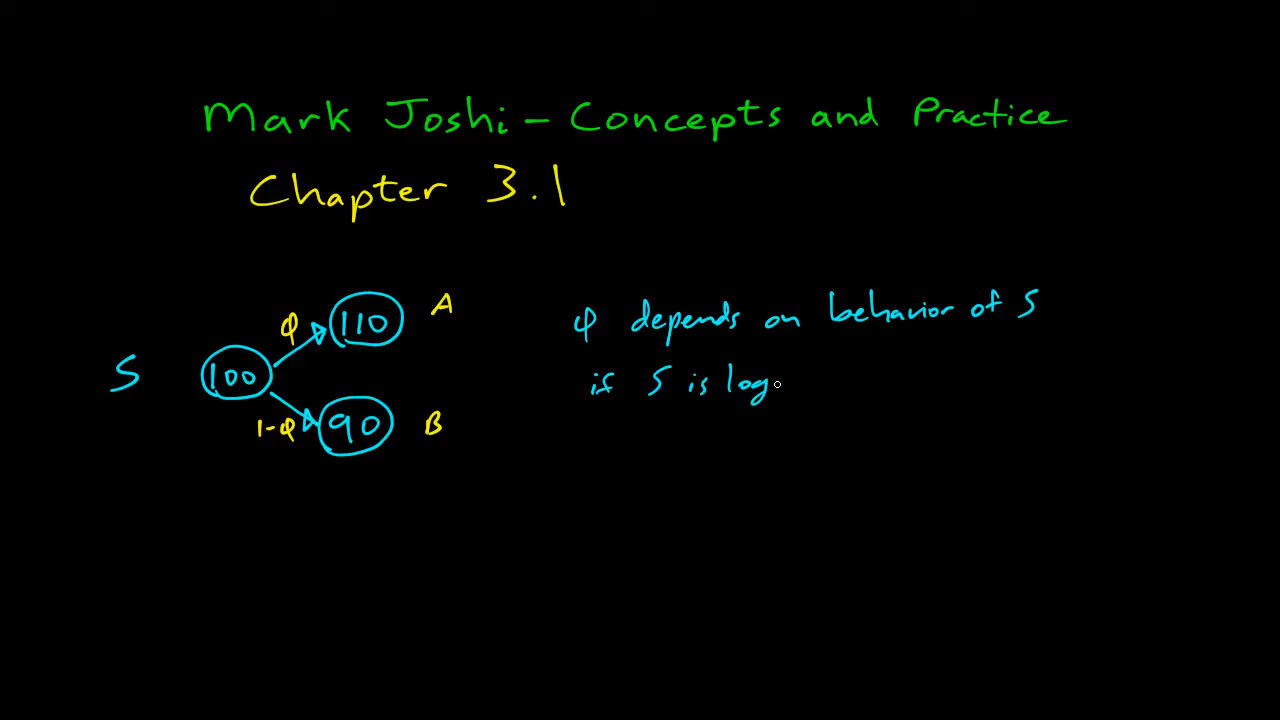 Mark Joshi - Concepts and Practice
Chapter 3.1
S
100
φ
110
A
1-φ
90
B
φ depends on behavior of S
if S is log